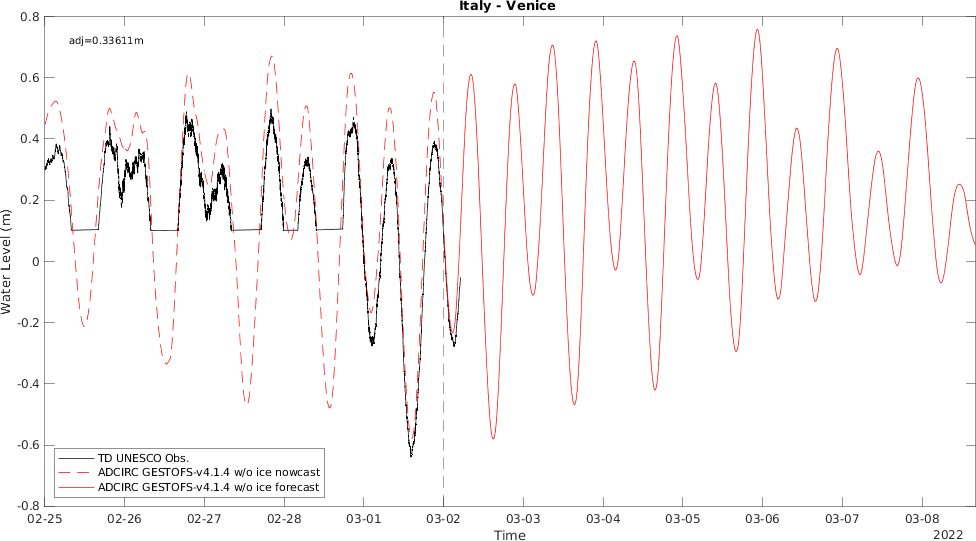 Italy - Venice
adj=0.33611m
0.8
0.6
0.4
0.2
0
-0.2
-0.4
-0.6
-0.8
Water Level (m)
TD UNESCO Obs.
ADCIRC GESTOFS-v4.1.4 w/o ice nowcast
ADCIRC GESTOFS-v4.1.4 w/o ice forecast
02-25 02-26 02-27 02-28 03-01 03-02 03-03 03-04 03-05 03-06 03-07 03-08
Time
2022